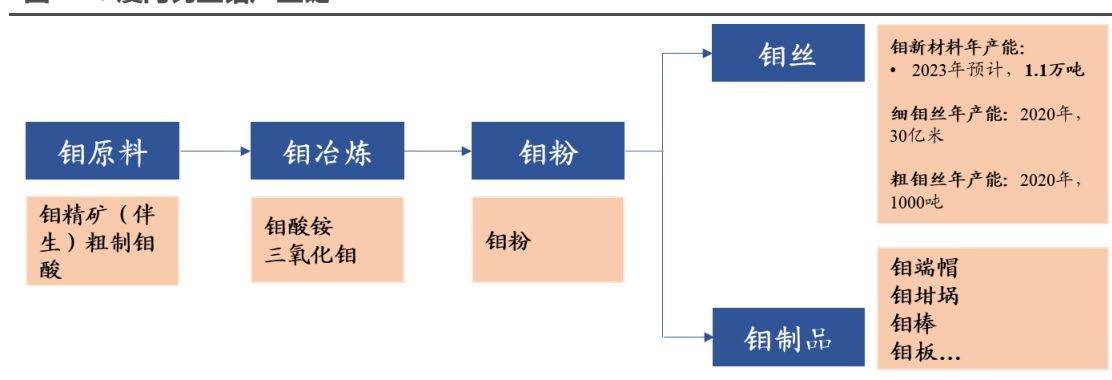 钼丝
钼新材料年产能:
• 2023年预计，1.1万吨
细钼丝年产能: 2020年，
30亿米
粗钼丝年产能: 2020年，
1000吨
钼原料
钼冶炼
钼粉
钼精矿（伴
生）粗制钼
酸
钼酸铵
三氧化钼
钼粉
钼制品
钼端帽
钼坩埚
钼棒
钼板…